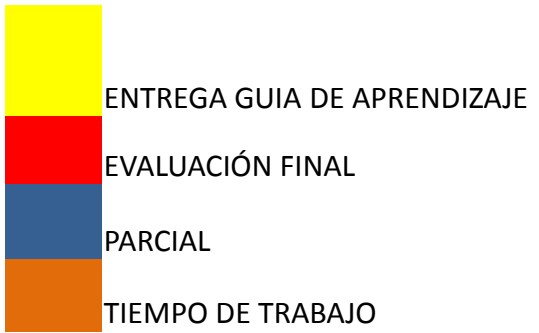 ENTREGA GUIA DE APRENDIZAJE
EVALUACIÓN FINAL
PARCIAL
TIEMPO DE TRABAJO